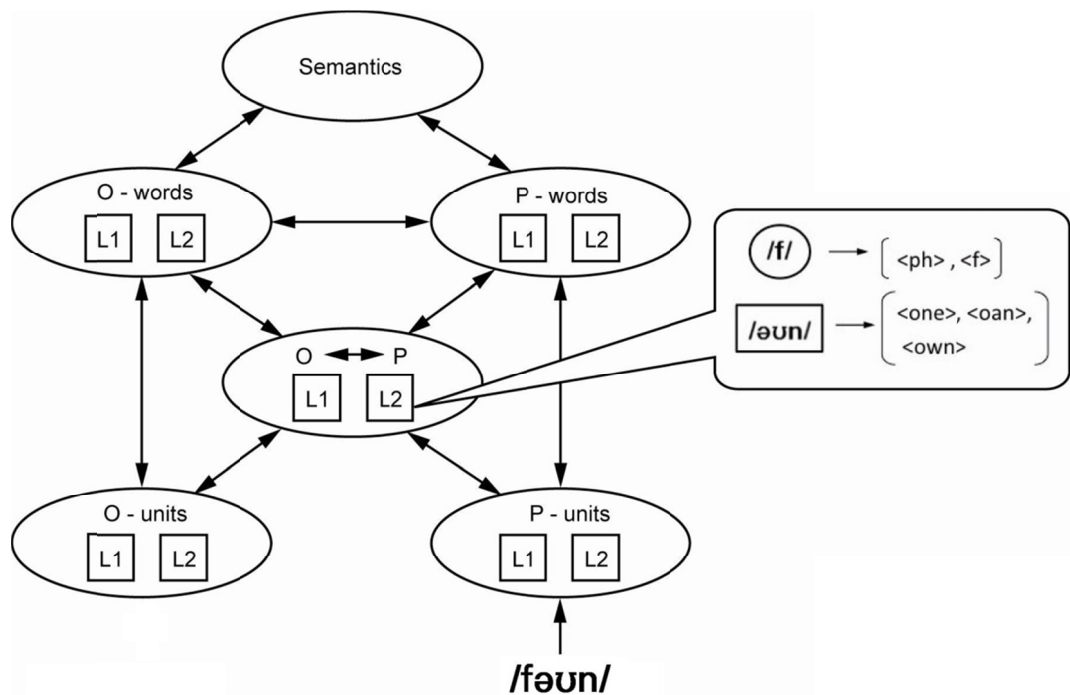 Semantics
O - words
L1 L2
P - words
L1 L2
/f/ → [ <ph> , <f> ]
/əʊn/ → [ <one>, <oan>,
<own> ]
O ↔ P
L1 L2
O - units
L1 L2
P - units
L1 L2
/fəʊn/